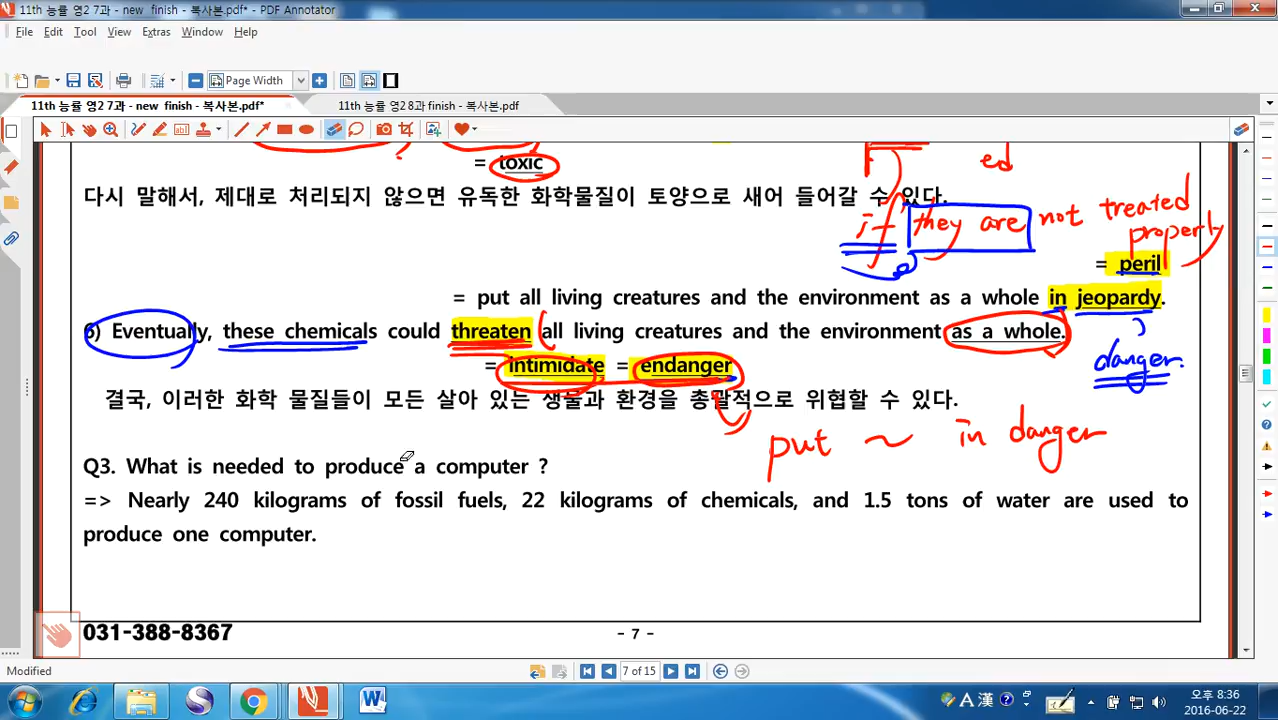 11th 능률 영2 7과 - new finish - 복사본.pdf* - PDF Annotator
File Edit Tool View Extras Window Help
Page Width
11th 능률 영2 7과 - new finish - 복사본.pdf*
11th 능률 영2 8과 finish - 복사본.pdf
= toxic
ed
다시 말해서, 제대로 처리되지 않으면 유독한 화학물질이 토양으로 새어 들어갈 수 있다.
if they are not treated
properly
= peril
= put all living creatures and the environment as a whole in jeopardy.
6) Eventually, these chemicals could threaten all living creatures and the environment as a whole.
danger.
= intimidate = endanger
결국, 이러한 화학 물질들이 모든 살아 있는 생물과 환경을 총괄적으로 위협할 수 있다.
put ~ in danger
Q3. What is needed to produce a computer ?
=> Nearly 240 kilograms of fossil fuels, 22 kilograms of chemicals, and 1.5 tons of water are used to
produce one computer.
031-388-8367
- 7 -
Modified
7 of 15
A 漢
오후 8:36
2016-06-22